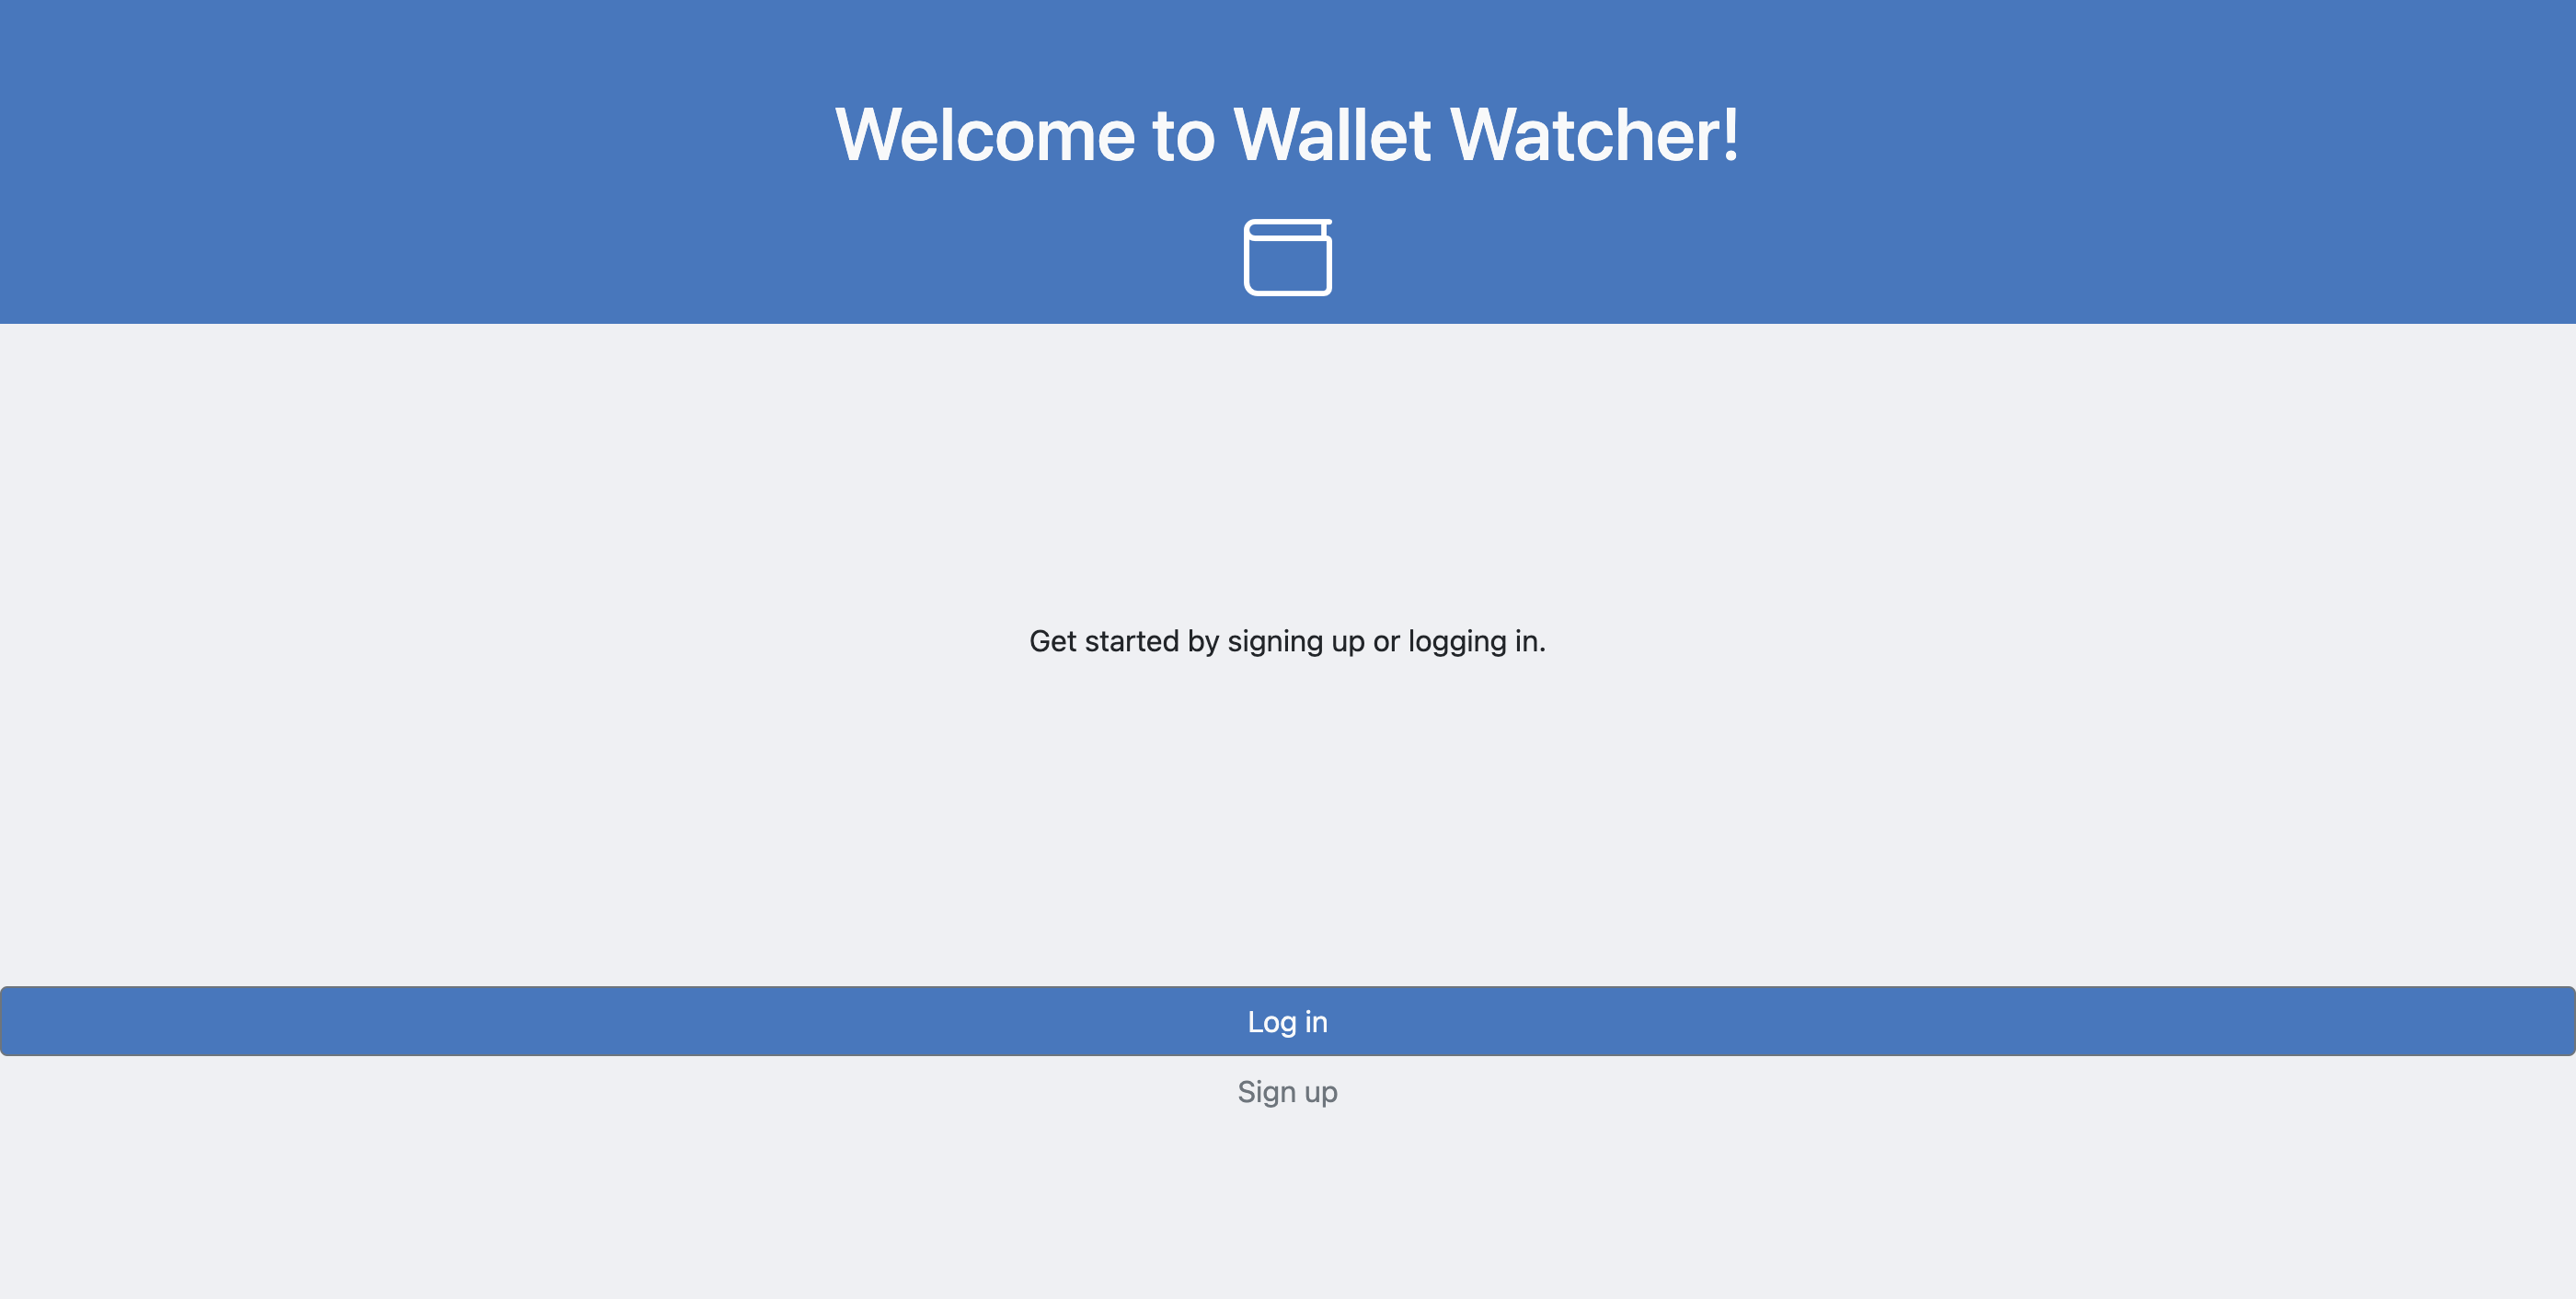 Welcome to Wallet Watcher!
Get started by signing up or logging in.
Log in
Sign up